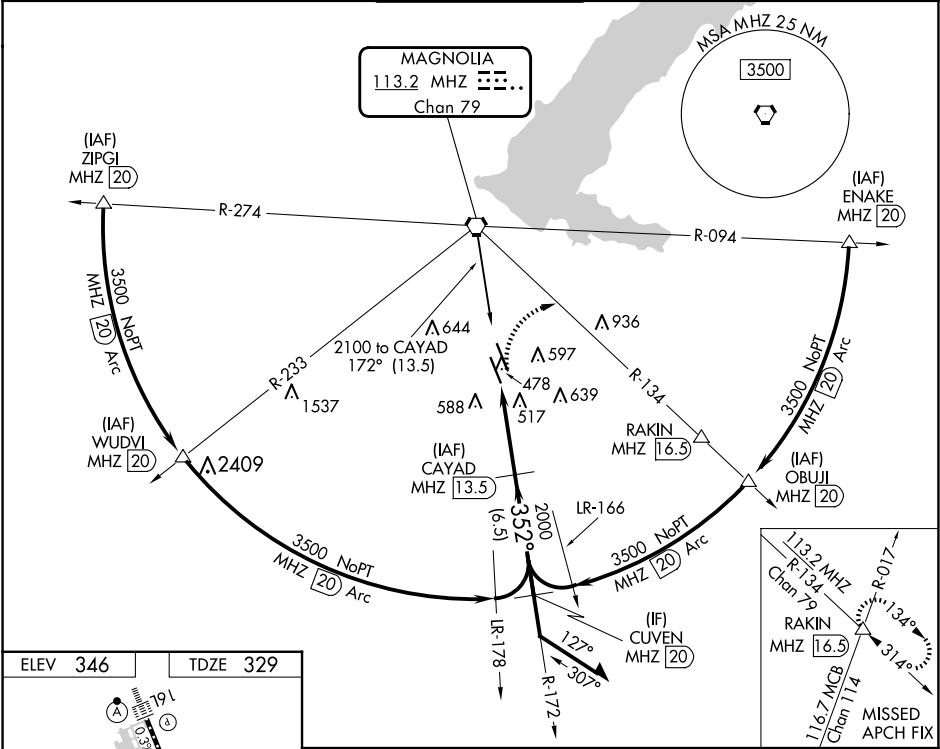 MAGNOLIA
113.2 MHZ
Chan 79
MSA MHZ 25 NM
3500
(IAF)
ZIPGI
MHZ 20
R-274
(IAF)
ENAKE
MHZ 20
R-094
3500 NoPT
MHZ 20 Arc
R-233
2100 to CAYAD
172° (13.5)
644
936
597
478
639
517
588
1537
R-134
3500 NoPT
MHZ 20 Arc
(IAF)
WUDVI
MHZ 20
2409
(IAF)
CAYAD
MHZ 13.5
RAKIN
MHZ 16.5
(IAF)
OBUJI
MHZ 20
352°
2000
(6.5)
LR-166
3500 NoPT
MHZ 20 Arc
3500 NoPT
MHZ 20 Arc
(IF)
CUVEN
MHZ 20
LR-178
R-172
127°
307°
113.2 MHZ
R-134
Chan 79
R-017
RAKIN
MHZ 16.5
134°
314°
116.7 MCB
Chan 114
MISSED
APCH FIX
ELEV 346
TDZE 329
16L
A
P